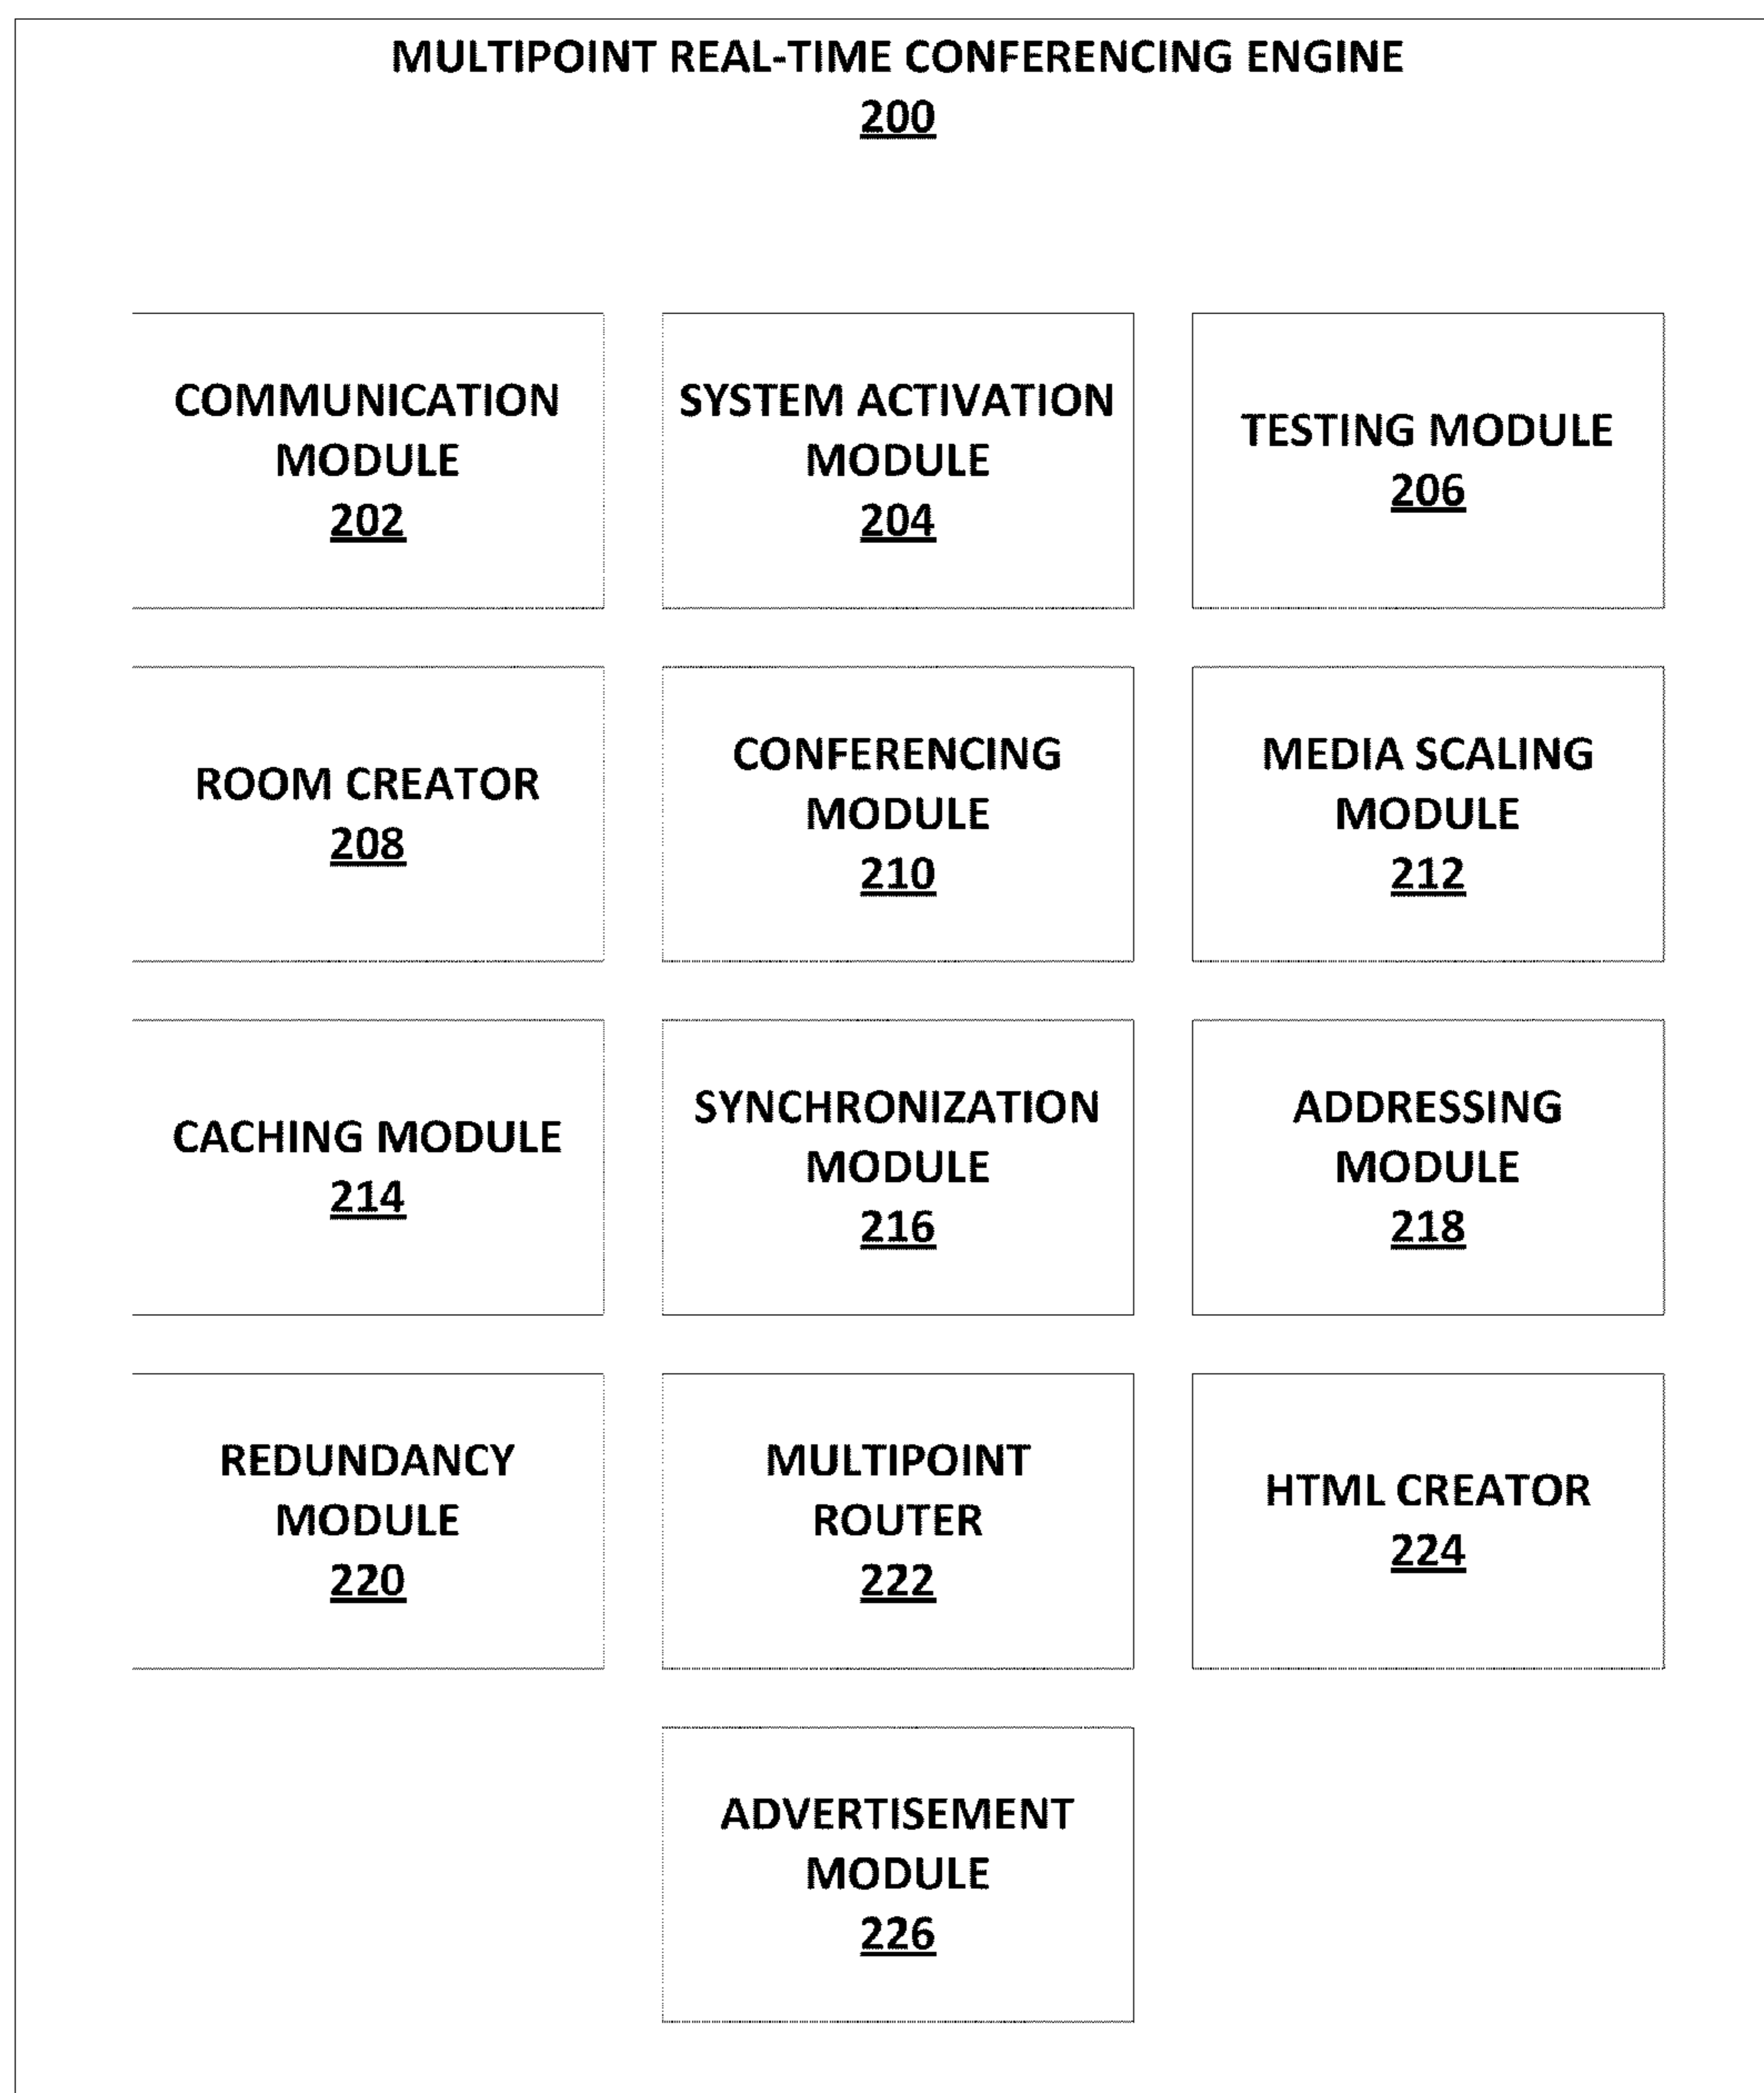 MULTIPOINT REAL-TIME CONFERENCING ENGINE
200
COMMUNICATION
MODULE
202
SYSTEM ACTIVATION
MODULE
204
TESTING MODULE
206
ROOM CREATOR
208
CONFERENCING
MODULE
210
MEDIA SCALING
MODULE
212
CACHING MODULE
214
SYNCHRONIZATION
MODULE
216
ADDRESSING
MODULE
218
REDUNDANCY
MODULE
220
MULTIPOINT
ROUTER
222
HTML CREATOR
224
ADVERTISEMENT
MODULE
226